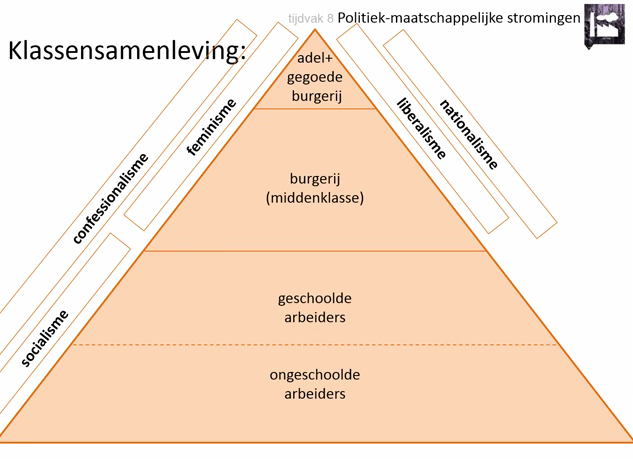 tijdvak 8 Politiek-maatschappelijke stromingen
Klassensamenleving:
adel+
gegoede
burgerij
confessionalisme
feminisme
liberalisme
nationalisme
burgerij
(middenklasse)
socialisme
geschoolde
arbeiders
ongeschoolde
arbeiders